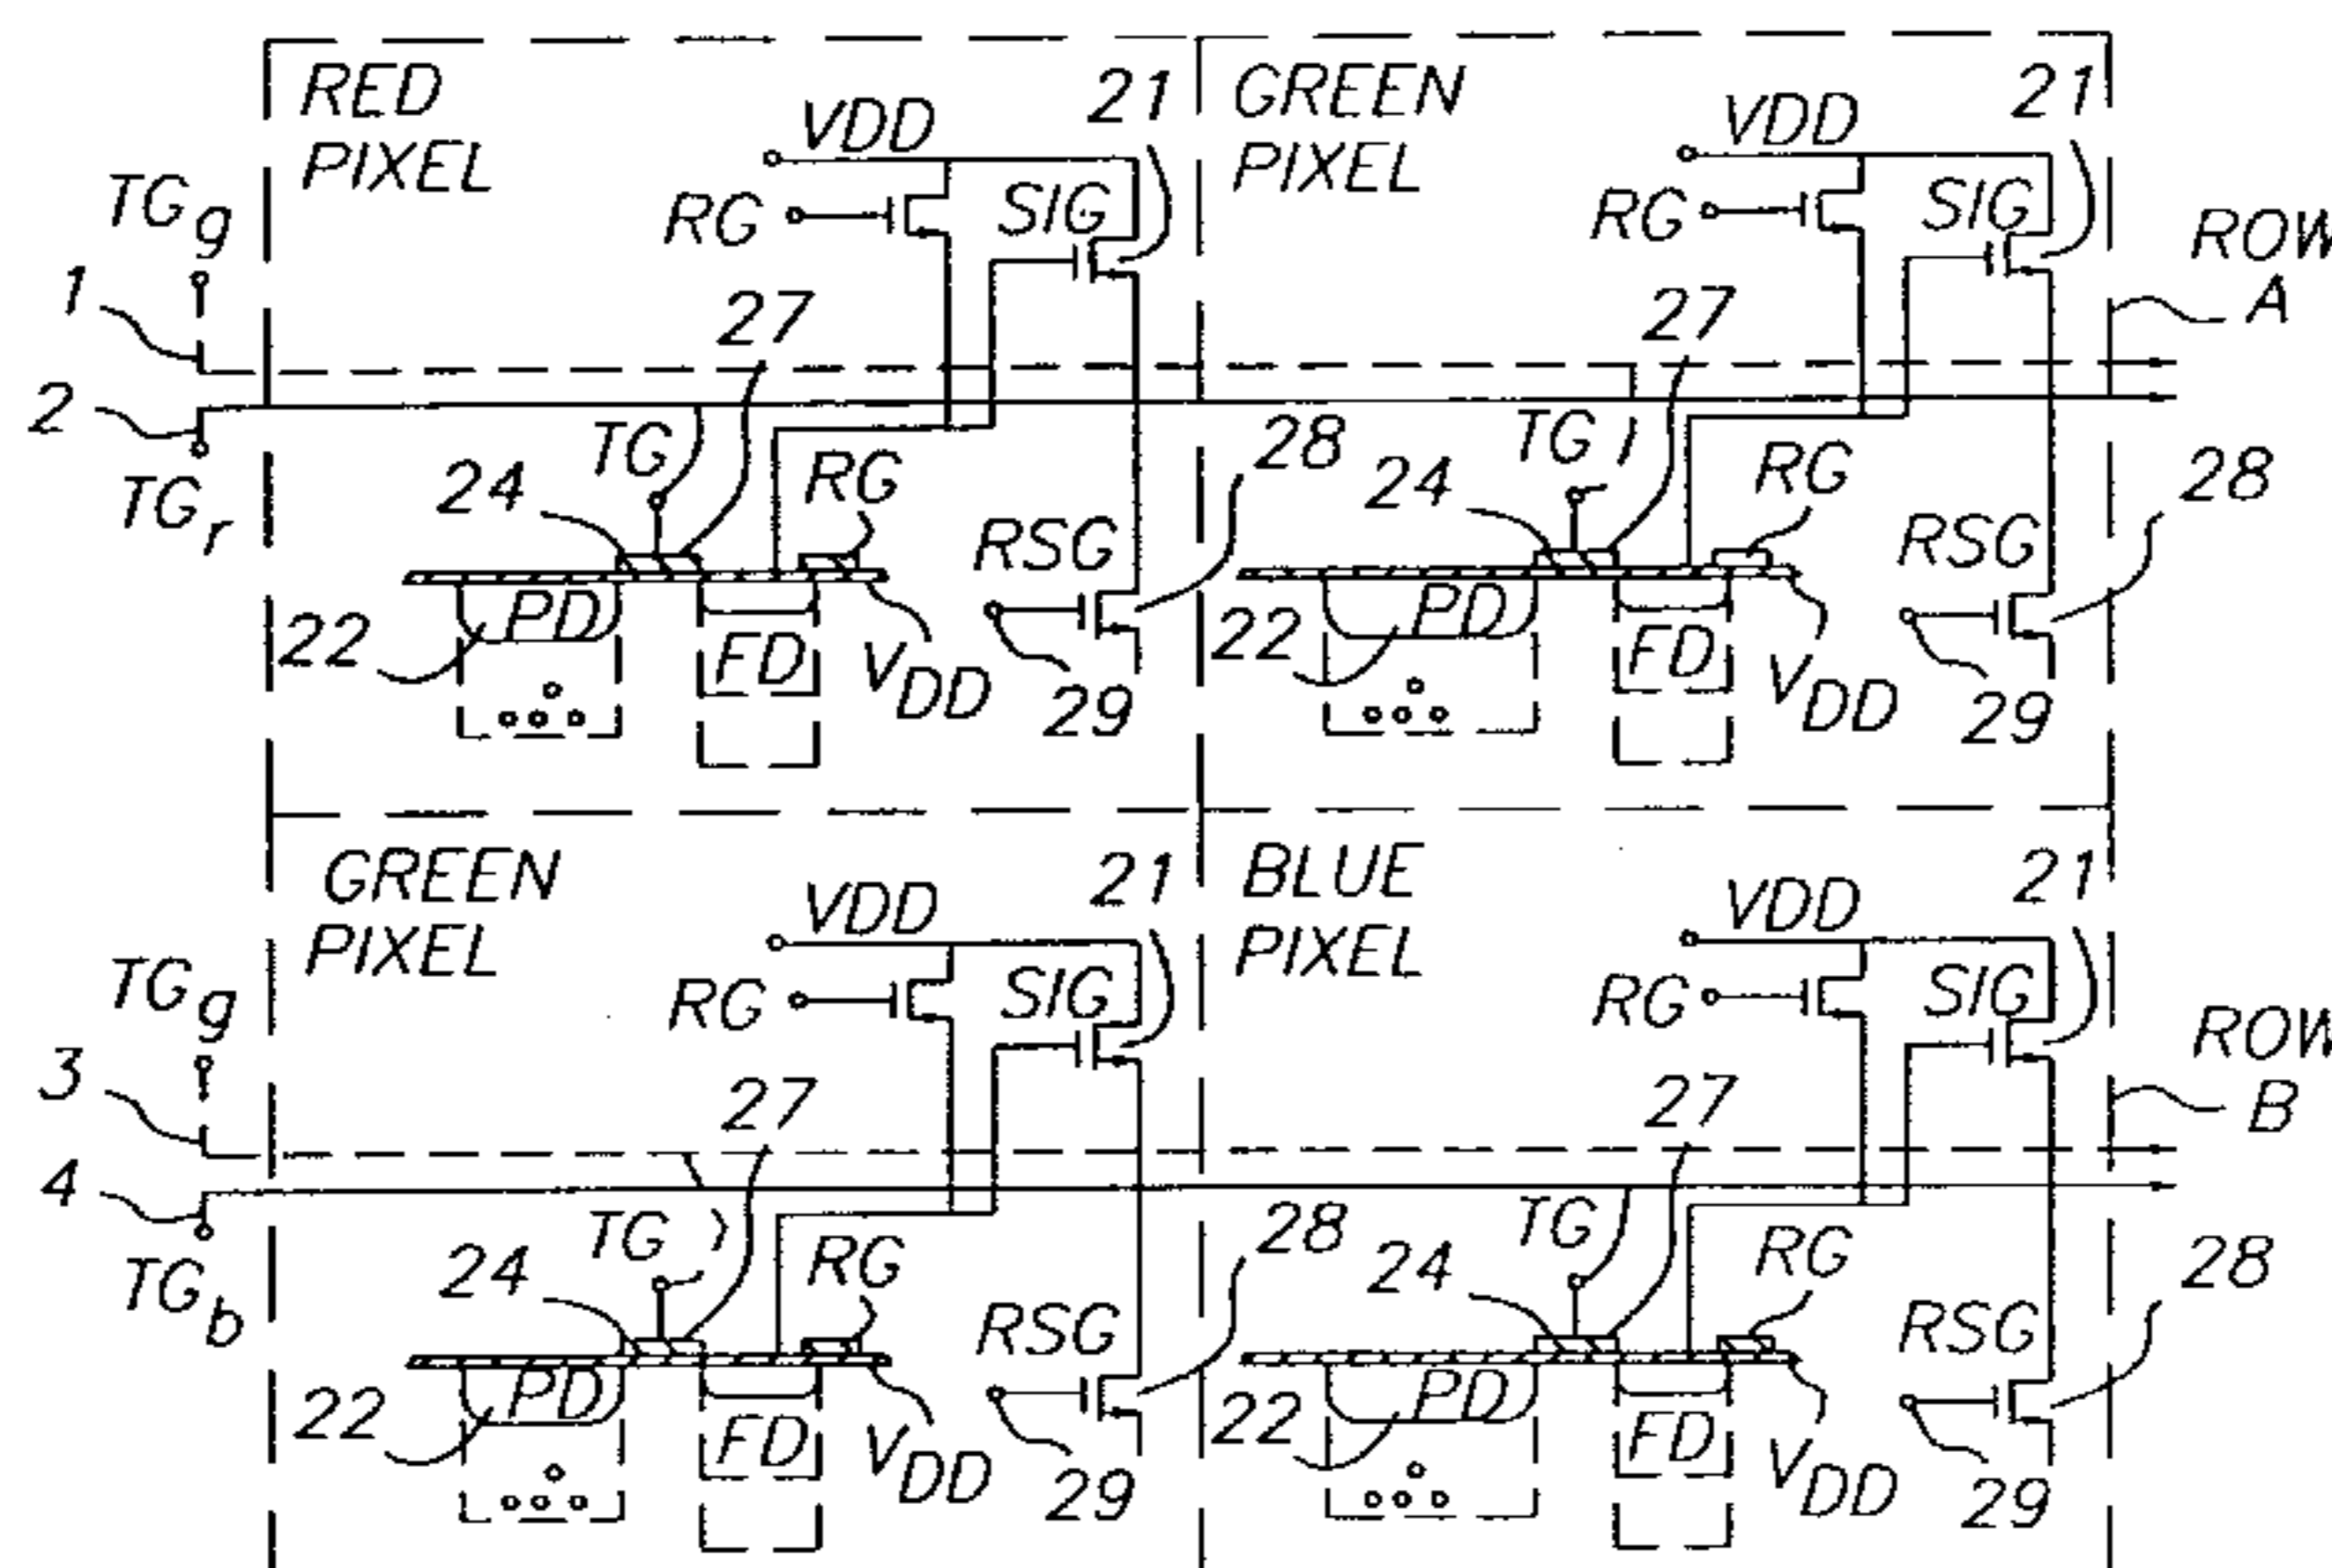 RED PIXEL
VDD
21
RG
SIG
TGg
1
27
2
TGr
TG
24
RG
28
RSG
22
PD
FD
VDD
29
GREEN PIXEL
VDD
21
RG
SIG
ROW A
27
TG
24
RG
28
RSG
22
PD
FD
VDD
29
GREEN PIXEL
VDD
21
RG
SIG
TGg
3
27
4
TGb
TG
24
RG
28
RSG
22
PD
FD
VDD
29
BLUE PIXEL
VDD
21
RG
SIG
ROW B
27
TG
24
RG
28
RSG
22
PD
FD
VDD
29